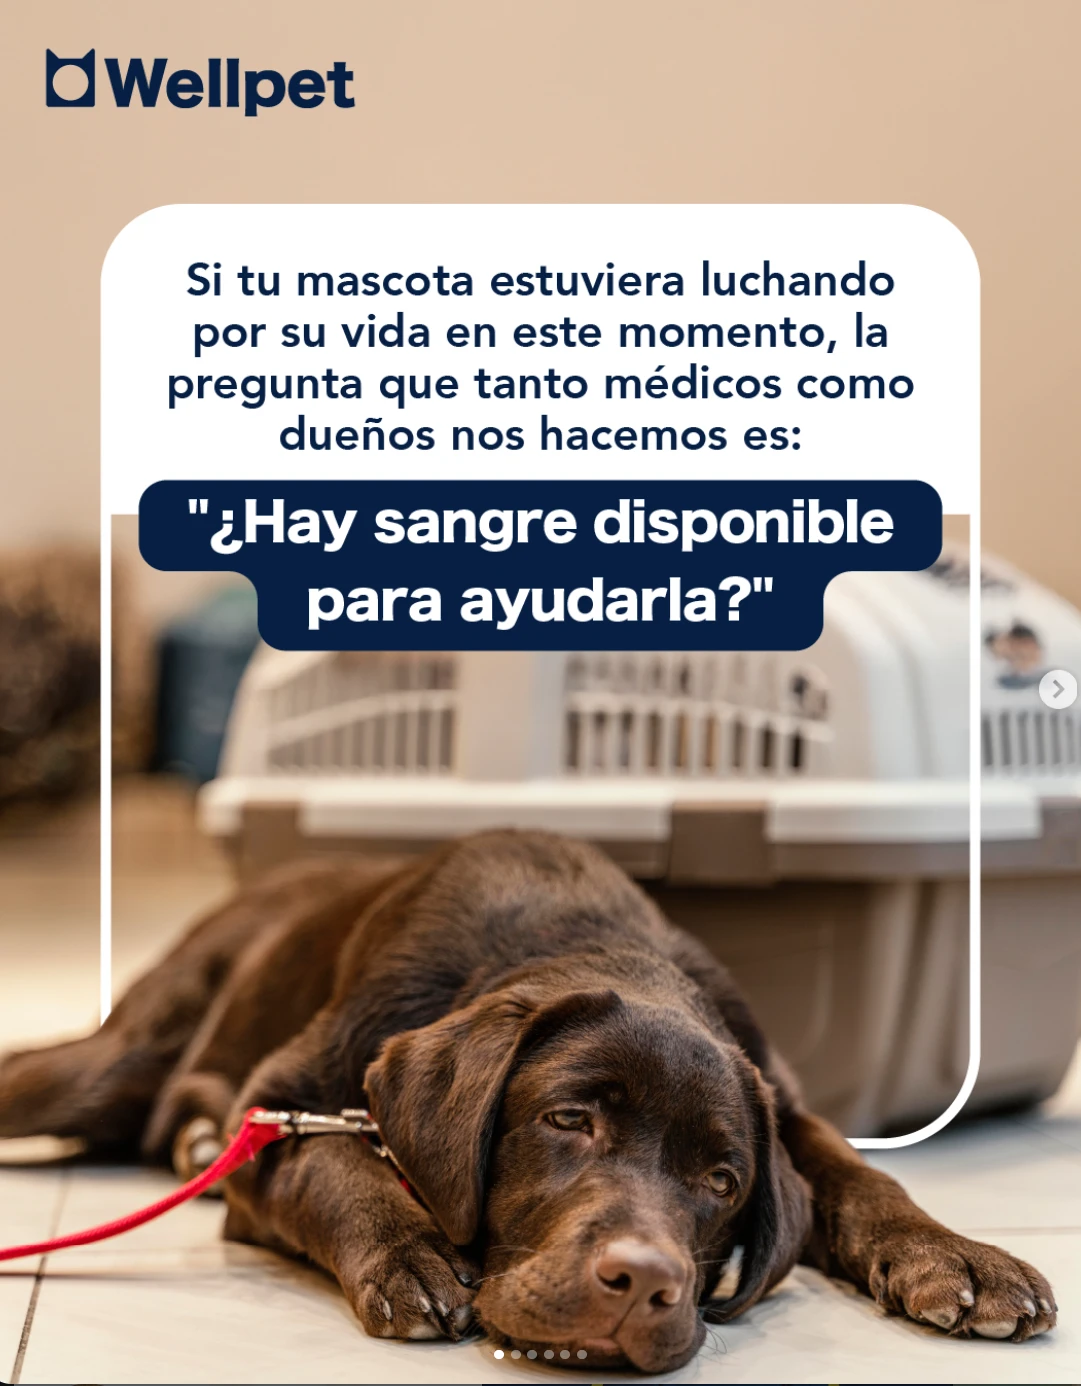 Wellpet
Si tu mascota estuviera luchando
por su vida en este momento, la
pregunta que tanto médicos como
dueños nos hacemos es:
"¿Hay sangre disponible
para ayudarla?"